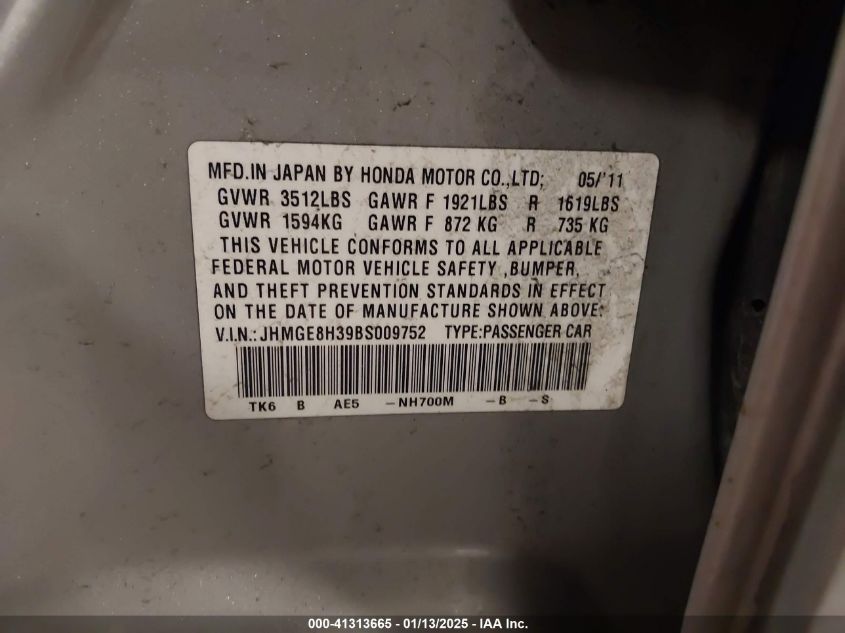 MFD.IN JAPAN BY HONDA MOTOR CO.,LTD; 05/'11
GVWR 3512LBS GAWR F 1921LBS R 1619LBS
GVWR 1594KG GAWR F 872 KG R 735 KG
THIS VEHICLE CONFORMS TO ALL APPLICABLE
FEDERAL MOTOR VEHICLE SAFETY ,BUMPER,
AND THEFT PREVENTION STANDARDS IN EFFECT
ON THE DATE OF MANUFACTURE SHOWN ABOVE:
V.I.N.: JHMGE8H39BS009752 TYPE:PASSENGER CAR
TK6 B AE5 -NH700M -B -S
000-41313665 - 01/13/2025 - IAA Inc.